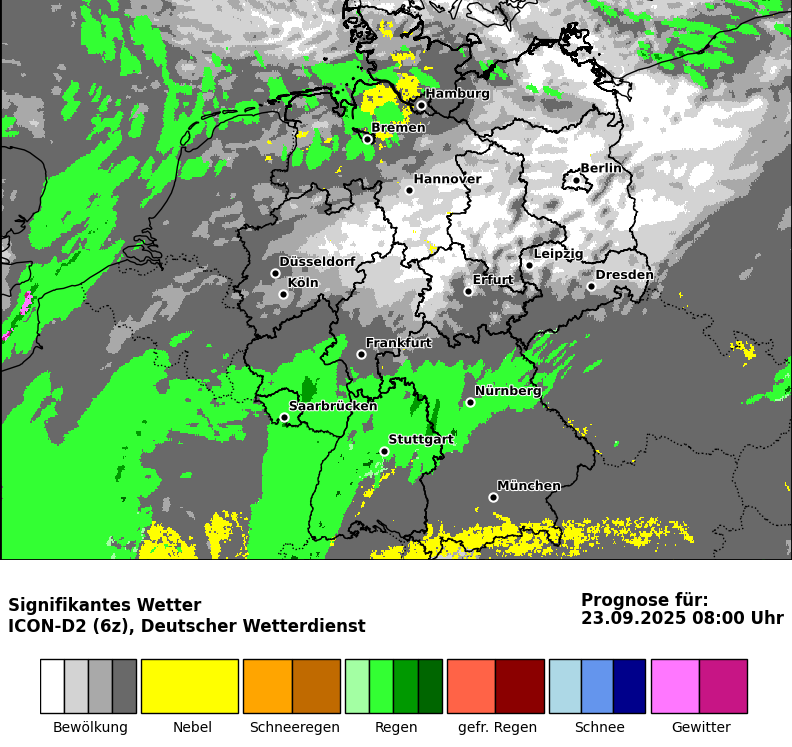 Hamburg
Bremen
Berlin
Hannover
Leipzig
Düsseldorf
Dresden
Erfurt
Köln
Frankfurt
Nürnberg
Saarbrücken
Stuttgart
München
Signifikantes Wetter
ICON-D2 (6z), Deutscher Wetterdienst
Prognose für:
23.09.2025 08:00 Uhr
Bewölkung Nebel Schneeregen Regen gefr. Regen Schnee Gewitter